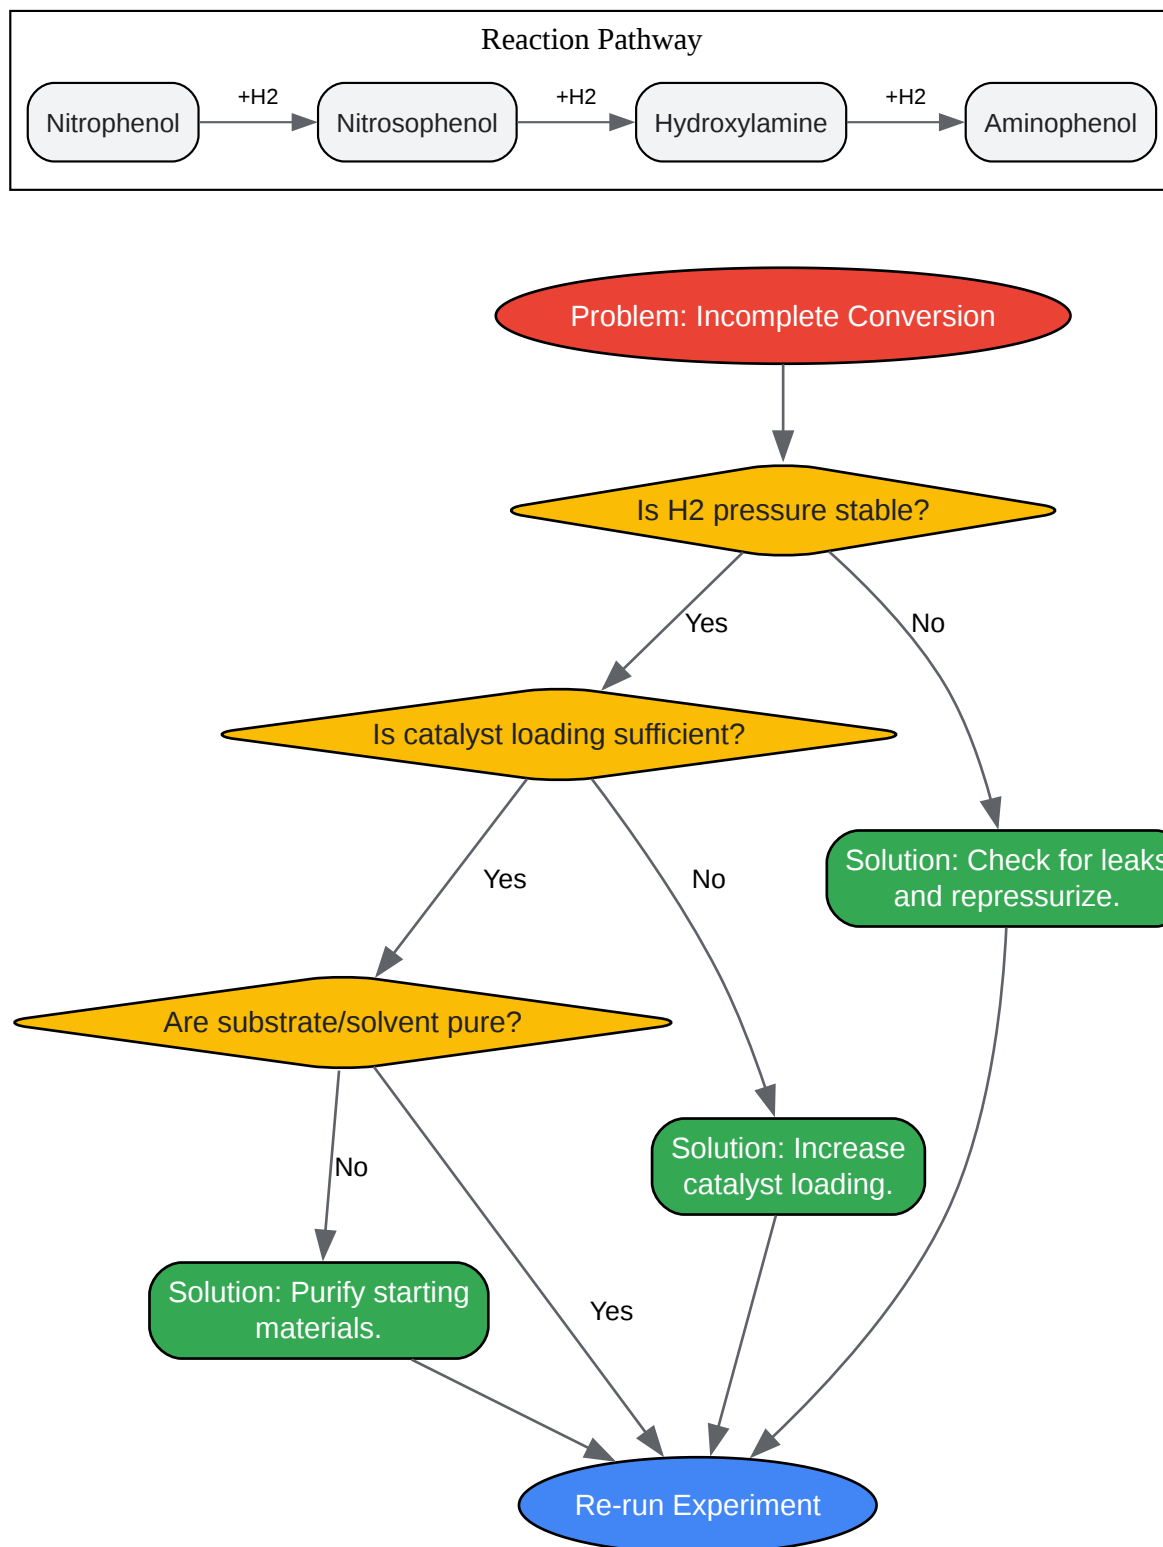 Reaction Pathway
+H2
+H2
+H2
Nitrophenol
Nitrosophenol
Hydroxylamine
Aminophenol
Problem: Incomplete Conversion
Is H2 pressure stable?
Yes
No
Is catalyst loading sufficient?
Solution: Check for leaks
and repressurize.
Yes
No
Are substrate/solvent pure?
Solution: Increase
catalyst loading.
No
Solution: Purify starting
materials.
Yes
Re-run Experiment